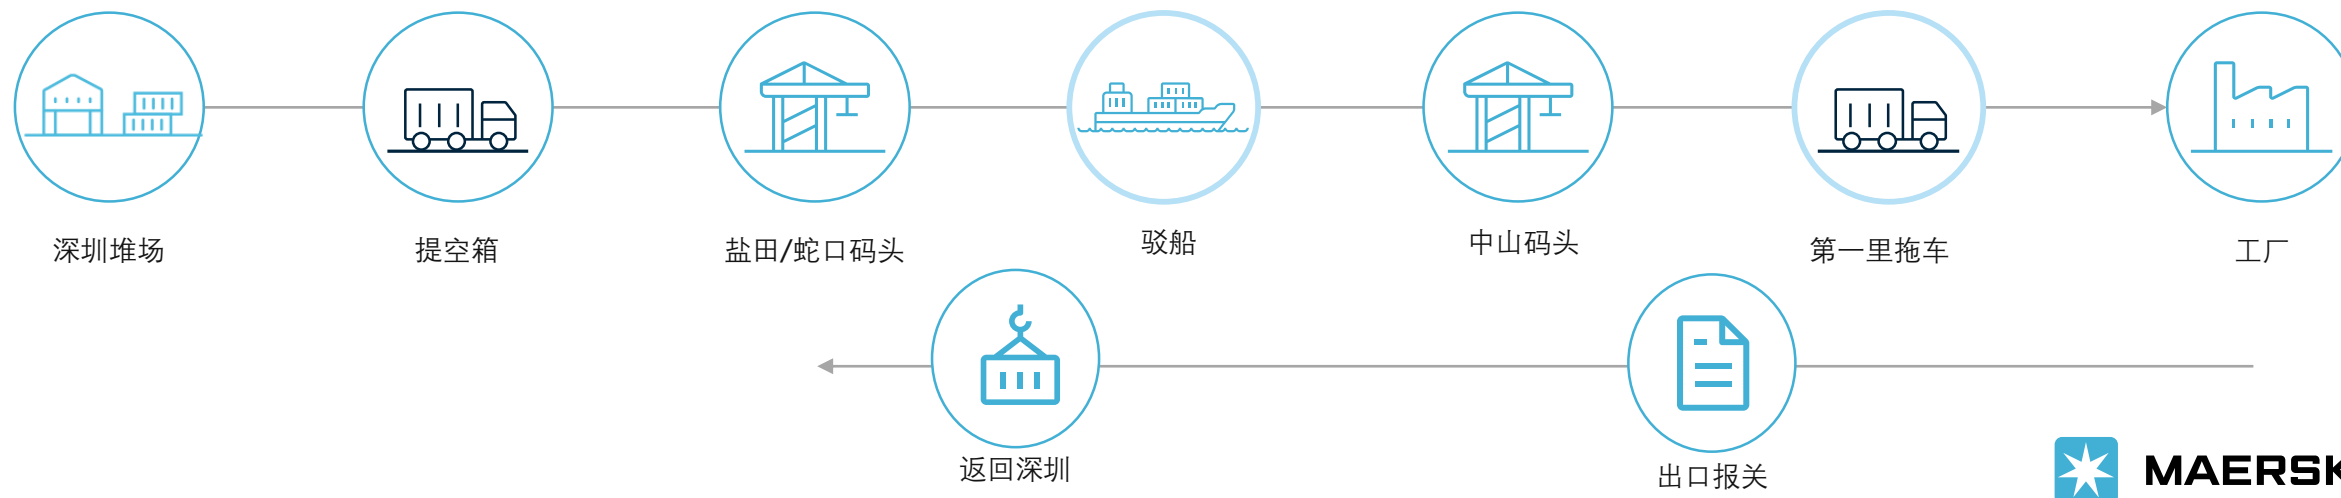 深圳堆场
提空箱
盐田/蛇口码头
驳船
中山码头
第一里拖车
工厂
返回深圳
出口报关
MAERSK